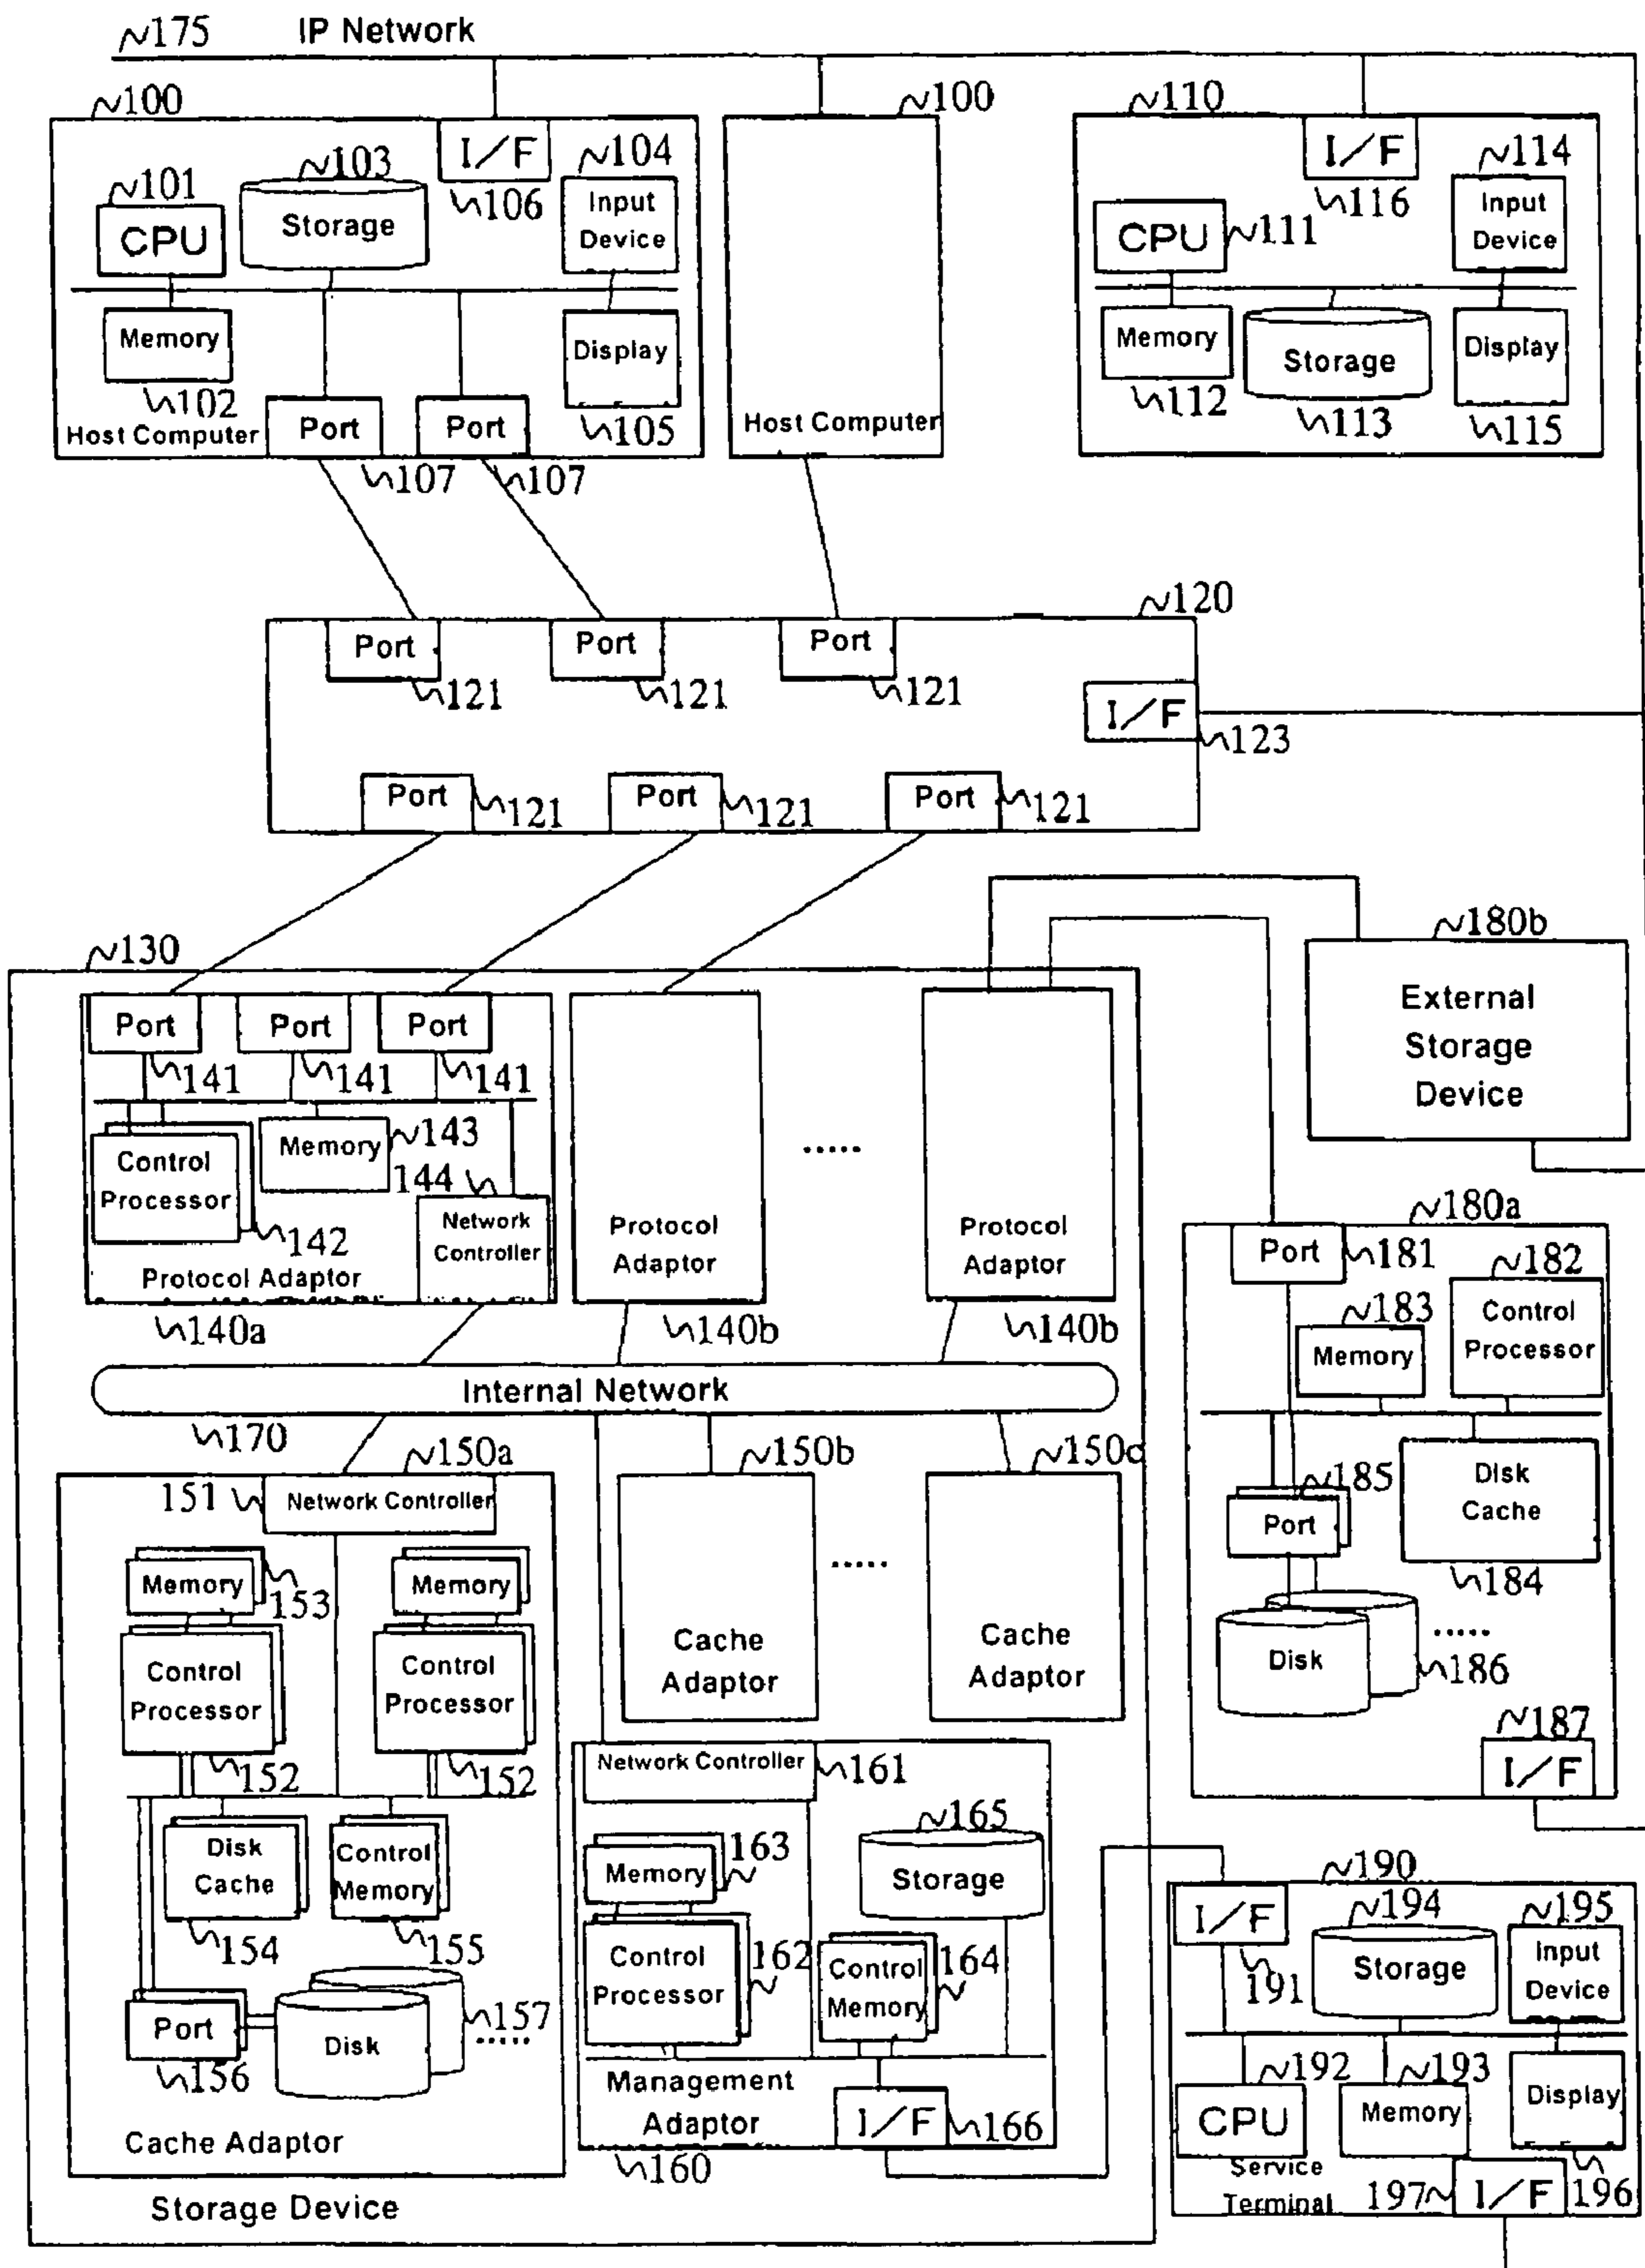 175 IP Network
100
100
110
I/F
106
101
CPU
103
Storage
104
Input
Device
Memory
102
Display
105
Host Computer
Port
Port
107
107
Host Computer
I/F
116
CPU
111
114
Input
Device
Memory
112
Storage
113
Display
115
120
Port
121
Port
121
Port
121
I/F
123
Port
121
Port
121
Port
121
130
Port
141
Port
141
Port
141
Control
Processor
142
Memory
143
144
Network
Controller
Protocol Adaptor
140a
Protocol
Adaptor
140b
.....
Protocol
Adaptor
140b
180b
External
Storage
Device
Internal Network
170
180a
Port
181
182
Control
Processor
183
Memory
Disk
Cache
184
185
Port
Disk
186
.....
187
I/F
150a
151
Network Controller
Memory
153
Memory
Control
Processor
152
Control
Processor
152
Disk
Cache
154
Control
Memory
155
Port
156
Disk
157
.....
Cache Adaptor
150b
Cache
Adaptor
.....
150c
Cache
Adaptor
Network Controller
161
Memory
163
165
Storage
Control
Processor
162
Control
Memory
164
Management
Adaptor
I/F
166
160
Storage Device
190
I/F
191
194
Storage
195
Input
Device
192
CPU
193
Memory
Display
196
Service
Terminal
197
I/F